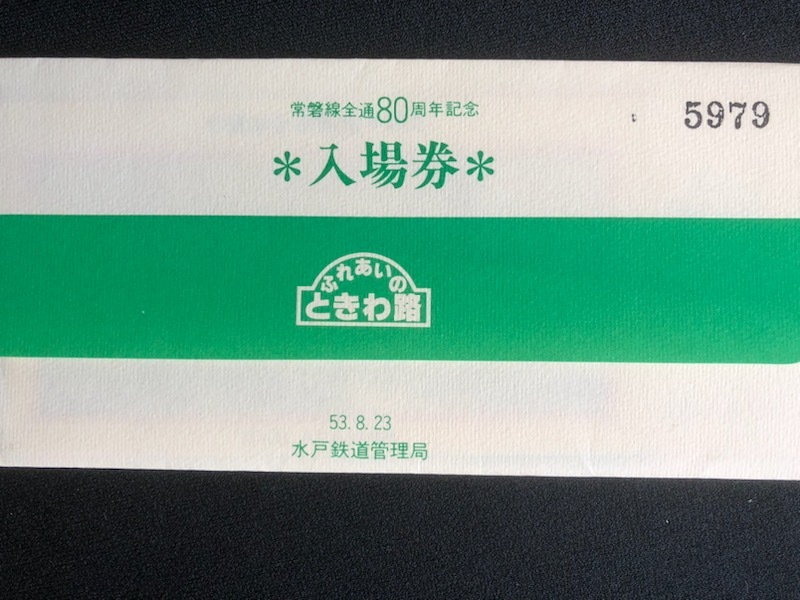 常磐線全通80周年記念
5979
*入場券*
ふれあいの
ときわ路
53.8.23
水戸鉄道管理局